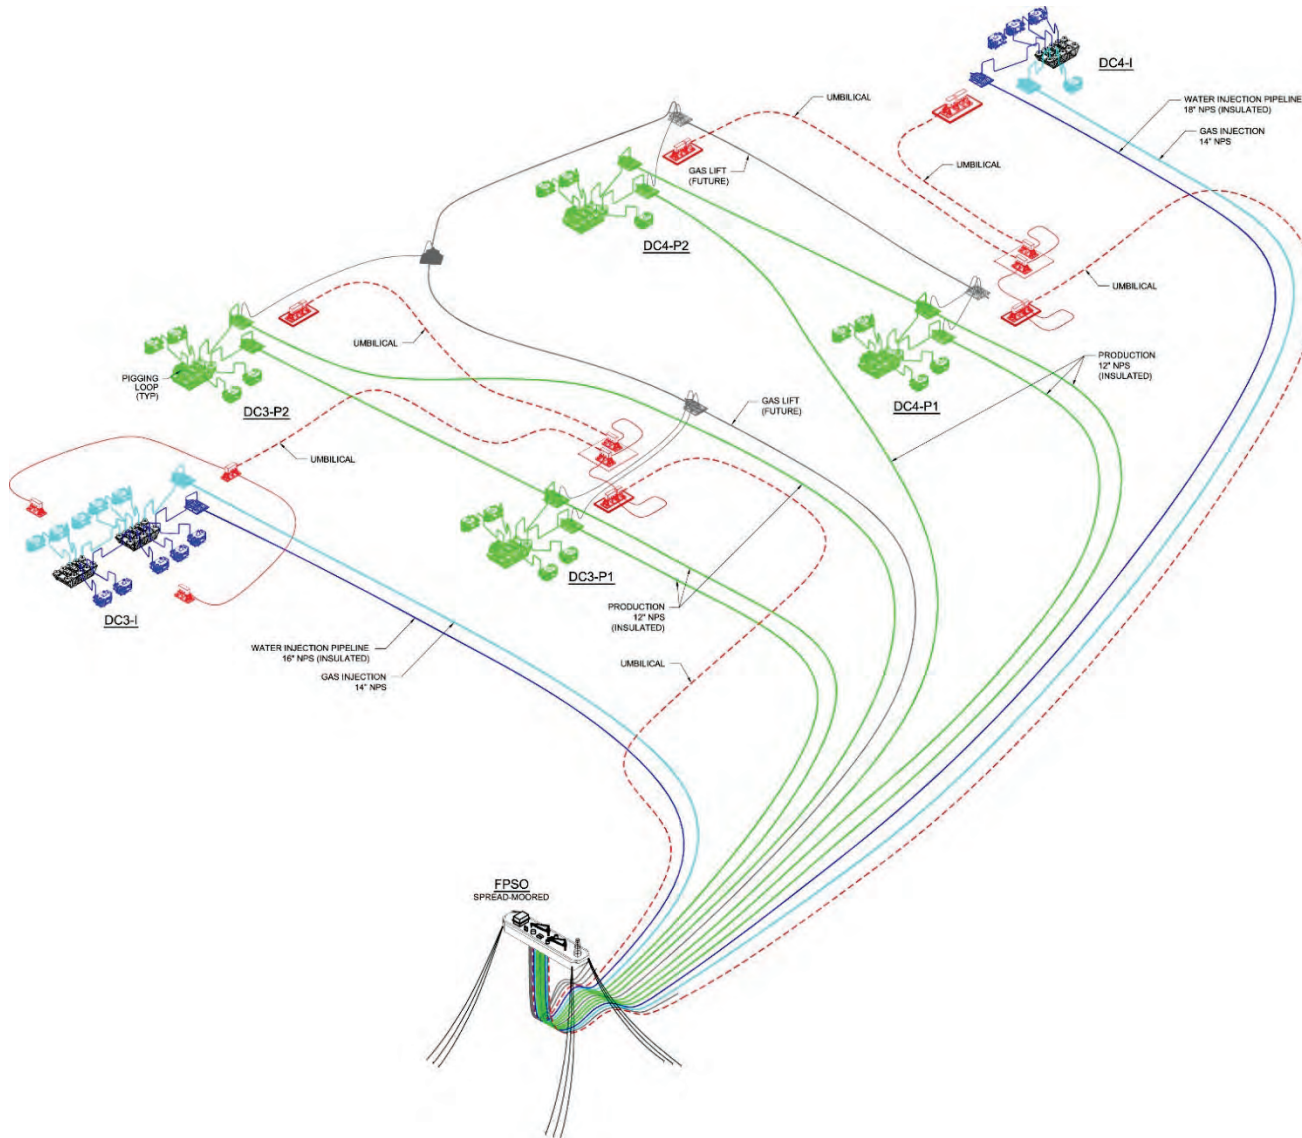 DC4-I
UMBILICAL
WATER INJECTION PIPELINE
18" NPS (INSULATED)
GAS INJECTION
14" NPS
UMBILICAL
GAS LIFT
(FUTURE)
DC4-P2
UMBILICAL
UMBILICAL
PRODUCTION
12" NPS
(INSULATED)
PIGGING
LOOP
(TYP)
DC3-P2
GAS LIFT
(FUTURE)
DC4-P1
UMBILICAL
DC3-P1
DC3-I
PRODUCTION
12" NPS
(INSULATED)
WATER INJECTION PIPELINE
16" NPS (INSULATED)
GAS INJECTION
14" NPS
UMBILICAL
FPSO
SPREAD-MOORED